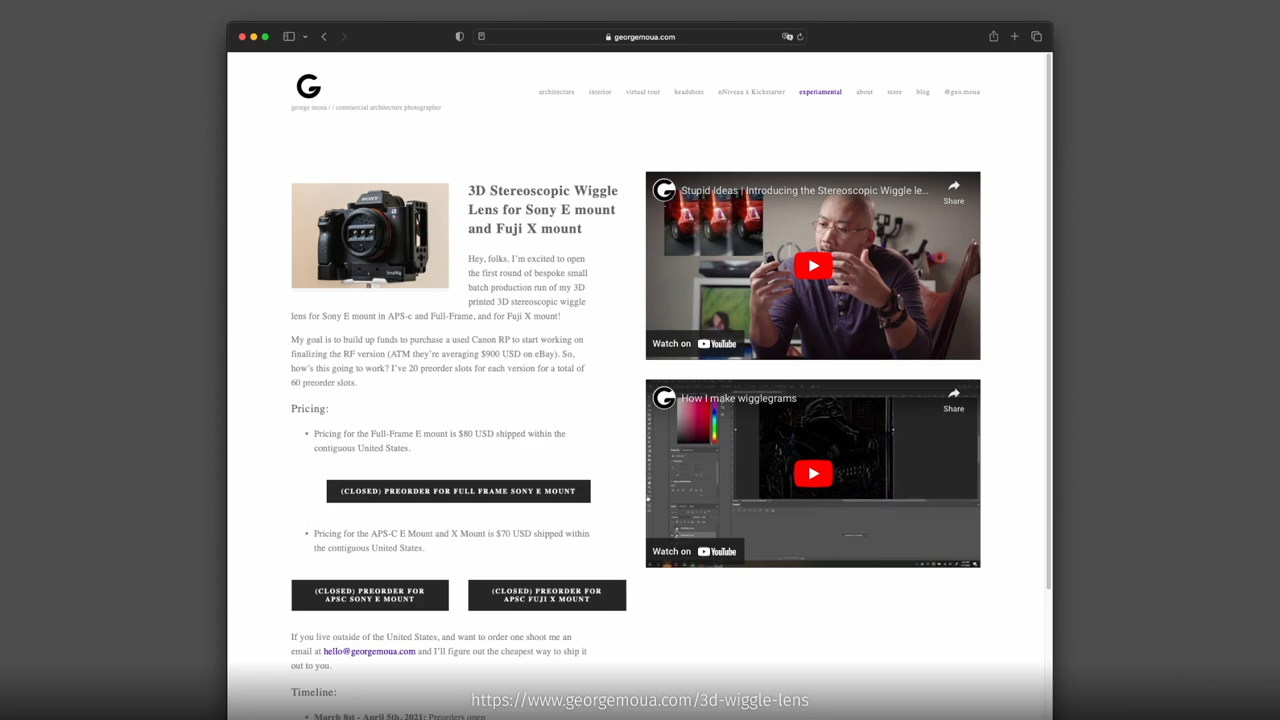 georgemoua.com
G
george moua / / commercial architecture photographer
architecture interior virtual tour headshots nNiveau x Kickstarter experiamental about store blog @geo.moua
SONY
SmallRig
3D Stereoscopic Wiggle
Lens for Sony E mount
and Fuji X mount
Hey, folks. I’m excited to open
the first round of bespoke small
batch production run of my 3D
printed 3D stereoscopic wiggle
lens for Sony E mount in APS-c and Full-Frame, and for Fuji X mount!
My goal is to build up funds to purchase a used Canon RP to start working on
finalizing the RF version (ATM they’re averaging $900 USD on eBay). So,
how’s this going to work? I’ve 20 preorder slots for each version for a total of
60 preorder slots.
Pricing:
• Pricing for the Full-Frame E mount is $80 USD shipped within the
contiguous United States.
(CLOSED) PREORDER FOR FULL FRAME SONY E MOUNT
• Pricing for the APS-C E Mount and X Mount is $70 USD shipped within
the contiguous United States.
(CLOSED) PREORDER FOR
APSC SONY E MOUNT
(CLOSED) PREORDER FOR
APSC FUJI X MOUNT
If you live outside of the United States, and want to order one shoot me an
email at hello@georgemoua.com and I’ll figure out the cheapest way to ship it
out to you.
Timeline:
• March 8st - April 5th, 2021: Preorders open
G
Stupid Ideas | Introducing the Stereoscopic Wiggle le...
Share
Watch on YouTube
G
How I make wigglegrams
Share
Watch on YouTube
https://www.georgemoua.com/3d-wiggle-lens